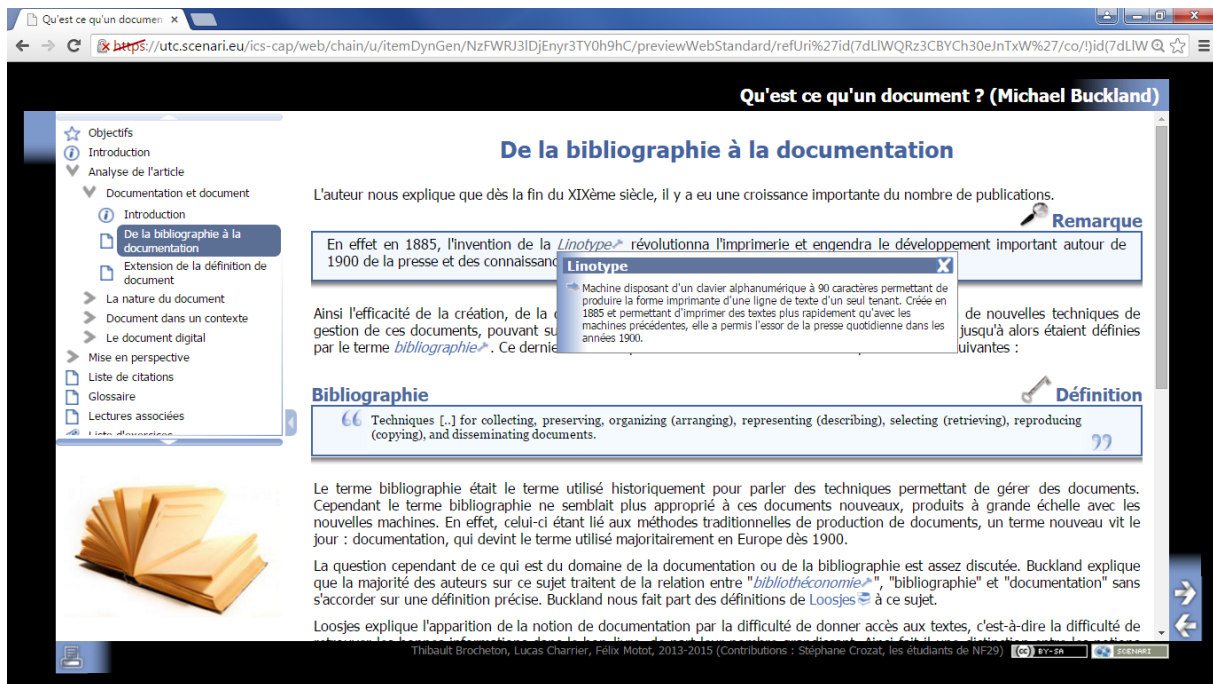 Qu'est ce qu'un documen
https://utc.scenari.eu/ics-cap/web/chain/u/itemDynGen/NzFWRJ3lDjEnyr3TY0h9hC/previewWebStandard/refUri%27id(7dLlWQRz3CBYCh30eJnTxW%27/co/!)id(7dLlW
Qu'est ce qu'un document ? (Michael Buckland)
Objectifs
Introduction
Analyse de l'article
Documentation et document
Introduction
De la bibliographie à la
documentation
Extension de la définition de
document
La nature du document
Document dans un contexte
Le document digital
Mise en perspective
Liste de citations
Glossaire
Lectures associées
Liste d'exercices
De la bibliographie à la documentation
L'auteur nous explique que dès la fin du XIXème siècle, il y a eu une croissance importante du nombre de publications.
Remarque
En effet en 1885, l'invention de la Linotype révolutionna l'imprimerie et engendra le développement important autour de
1900 de la presse et des connaissanc
Linotype
Machine disposant d'un clavier alphanumérique à 90 caractères permettant de
produire la forme imprimante d'une ligne de texte d'un seul tenant. Créée en
1885 et permettant d'imprimer des textes plus rapidement qu'avec les
machines précédentes, elle a permis l'essor de la presse quotidienne dans les
années 1900.
Ainsi l'efficacité de la création, de la de nouvelles techniques de
gestion de ces documents, pouvant su jusqu'à alors étaient définies
par le terme bibliographie. Ce dernie uivantes :
Bibliographie
Définition
Techniques [..] for collecting, preserving, organizing (arranging), representing (describing), selecting (retrieving), reproducing
(copying), and disseminating documents.
Le terme bibliographie était le terme utilisé historiquement pour parler des techniques permettant de gérer des documents.
Cependant le terme bibliographie ne semblait plus approprié à ces documents nouveaux, produits à grande échelle avec les
nouvelles machines. En effet, celui-ci étant lié aux méthodes traditionnelles de production de documents, un terme nouveau vit le
jour : documentation, qui devint le terme utilisé majoritairement en Europe dès 1900.
La question cependant de ce qui est du domaine de la documentation ou de la bibliographie est assez discutée. Buckland explique
que la majorité des auteurs sur ce sujet traitent de la relation entre "bibliothéconomie", "bibliographie" et "documentation" sans
s'accorder sur une définition précise. Buckland nous fait part des définitions de Loosjes à ce sujet.
Loosjes explique l'apparition de la notion de documentation par la difficulté de donner accès aux textes, c'est-à-dire la difficulté de
Thibault Brocheton, Lucas Charrier, Félix Motot, 2013-2015 (Contributions : Stéphane Crozat, les étudiants de NF29)
cc BY-SA
SCENARI